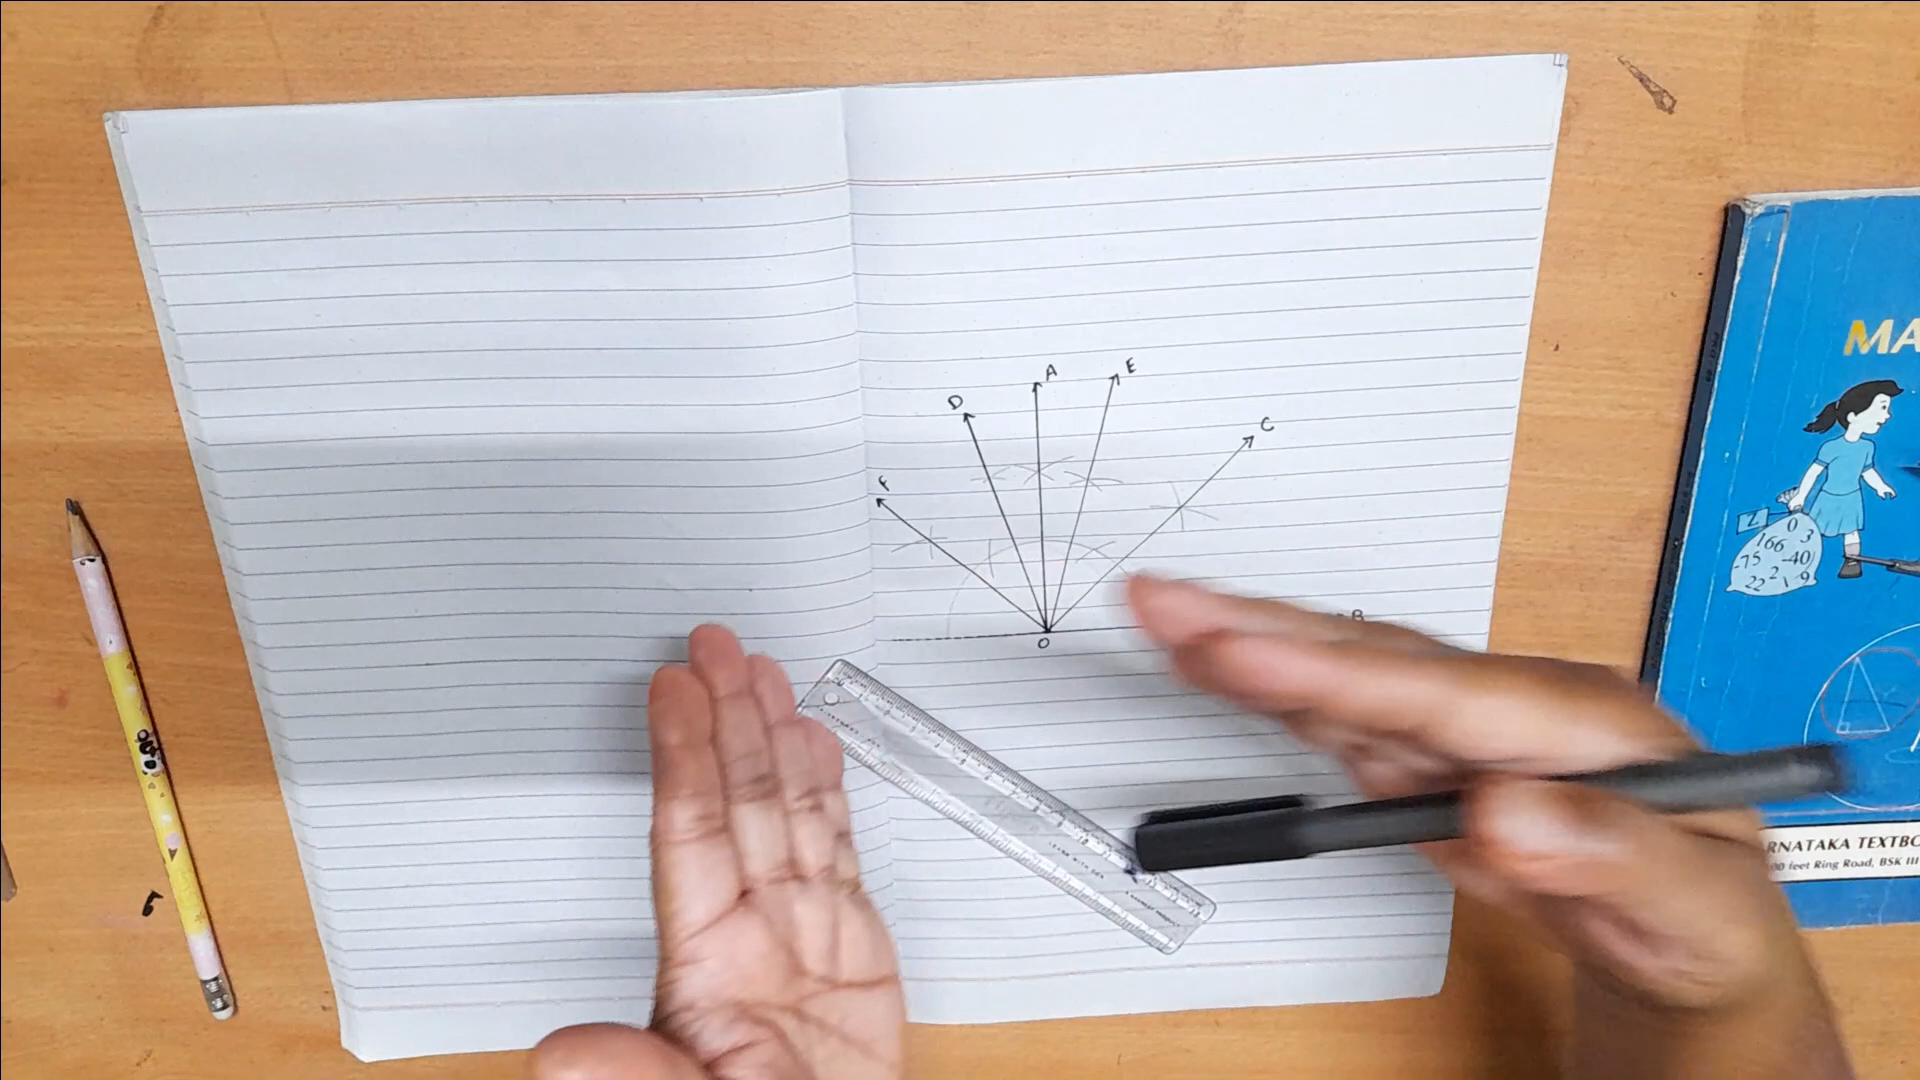 A
E
D
C
F
B
O
MA
Z
0
166
3
-75
-40
22
2
1
9
RNATAKA TEXTBO
00 feet Ring Road, BSK III